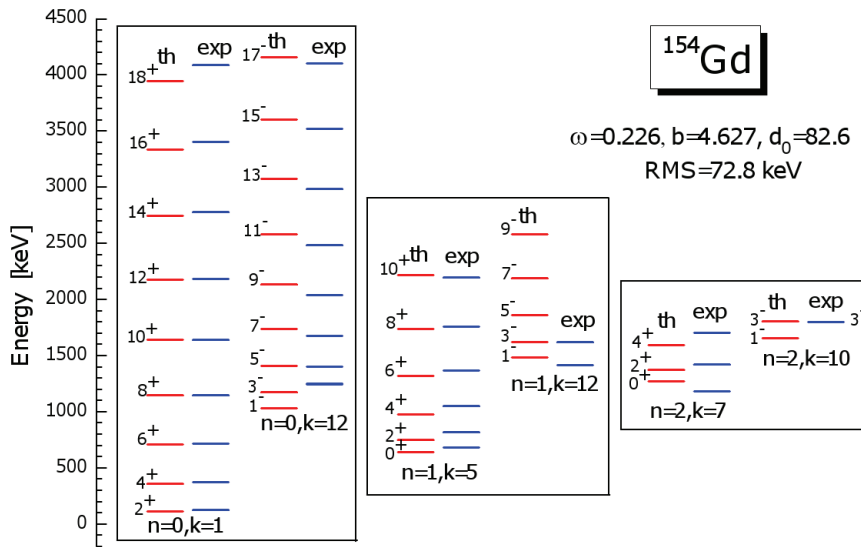 4500
4000
3500
3000
2500
2000
1500
1000
500
0
Energy [keV]
th exp
18+
16+
14+
12+
10+
8+
6+
4+
2+
n=0,k=1
th exp
17-
15-
13-
11-
9-
7-
5-
3-
1-
n=0,k=12
th exp
10+
8+
6+
4+
2+
0+
n=1,k=5
th
exp
9-
7-
5-
3-
1-
n=1,k=12
th exp
4+
2+
0+
n=2,k=7
th exp
3- 3-
1-
n=2,k=10
154Gd
ω=0.226, b=4.627, d0=82.6
RMS=72.8 keV